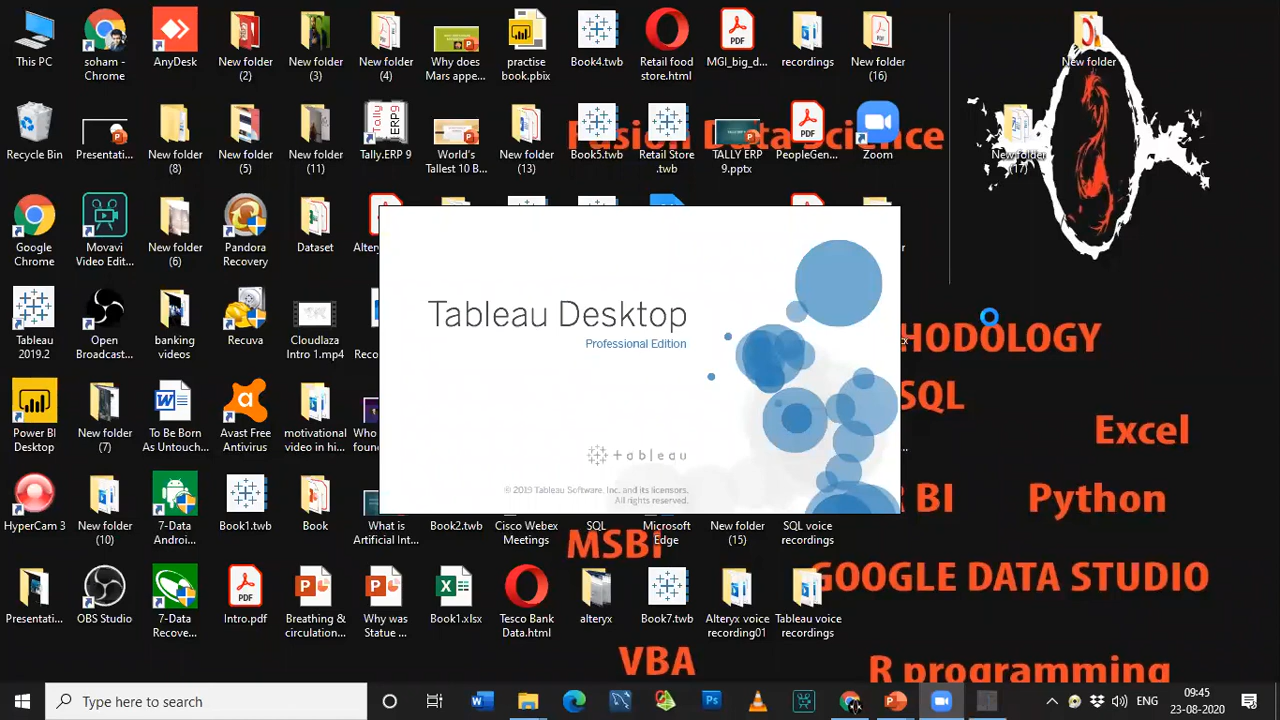 This PC
soham -
Chrome
AnyDesk
New folder
(2)
New folder
(3)
New folder
(4)
Why does
Mars appe...
practise
book.pbix
Book4.twb
Retail food
store.html
MGI_big_d...
recordings
New folder
(16)
New folder
Recycle Bin
Presentati...
New folder
(8)
New folder
(5)
New folder
(11)
Tally.ERP 9
World's
Tallest 10 B...
New folder
(13)
Book5.twb
Retail Store
.twb
TALLY ERP
9.pptx
PeopleGen...
Zoom
New folder
(17)
Fusion Data Science
Google
Chrome
Movavi
Video Edit...
New folder
(6)
Pandora
Recovery
Dataset
Tableau Desktop
Professional Edition
+ableau
© 2019 Tableau Software, Inc. and its licensors.
All rights reserved.
Tableau
2019.2
Open
Broadcast...
banking
videos
Recuva
Cloudlaza
Intro 1.mp4
HODOLOGY
SQL
Excel
Power BI
Desktop
New folder
(7)
To Be Born
As Untouch...
Avast Free
Antivirus
motivational
video in hi...
R BI
Python
HyperCam 3
New folder
(10)
7-Data
Androi...
Book1.twb
Book
What is
Artificial Int...
Book2.twb
Cisco Webex
Meetings
SQL
Microsoft
Edge
New folder
(15)
SQL voice
recordings
MSBi
GOOGLE DATA STUDIO
Presentati...
OBS Studio
7-Data
Recove...
Intro.pdf
Breathing &
circulation...
Why was
Statue ...
Book1.xlsx
Tesco Bank
Data.html
alteryx
Book7.twb
Alteryx voice
recording01
Tableau voice
recordings
VBA
R programming
Type here to search
ENG
09:45
23-08-2020